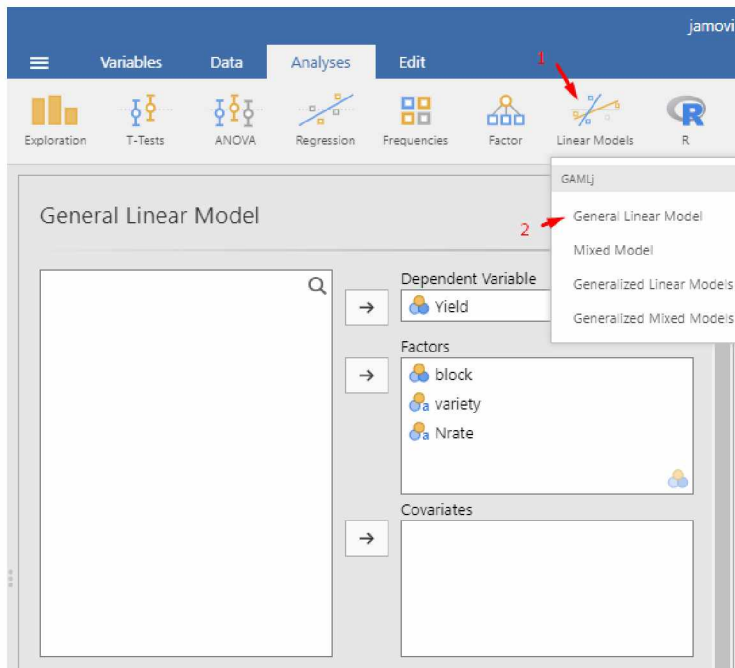 jamovi
Variables Data Analyses Edit
1
Exploration T-Tests ANOVA Regression Frequencies Factor Linear Models R
GAMLj
General Linear Model
2
General Linear Model
Mixed Model
Generalized Linear Models
Generalized Mixed Models
Dependent Variable
Yield
Factors
block
a variety
a Nrate
Covariates